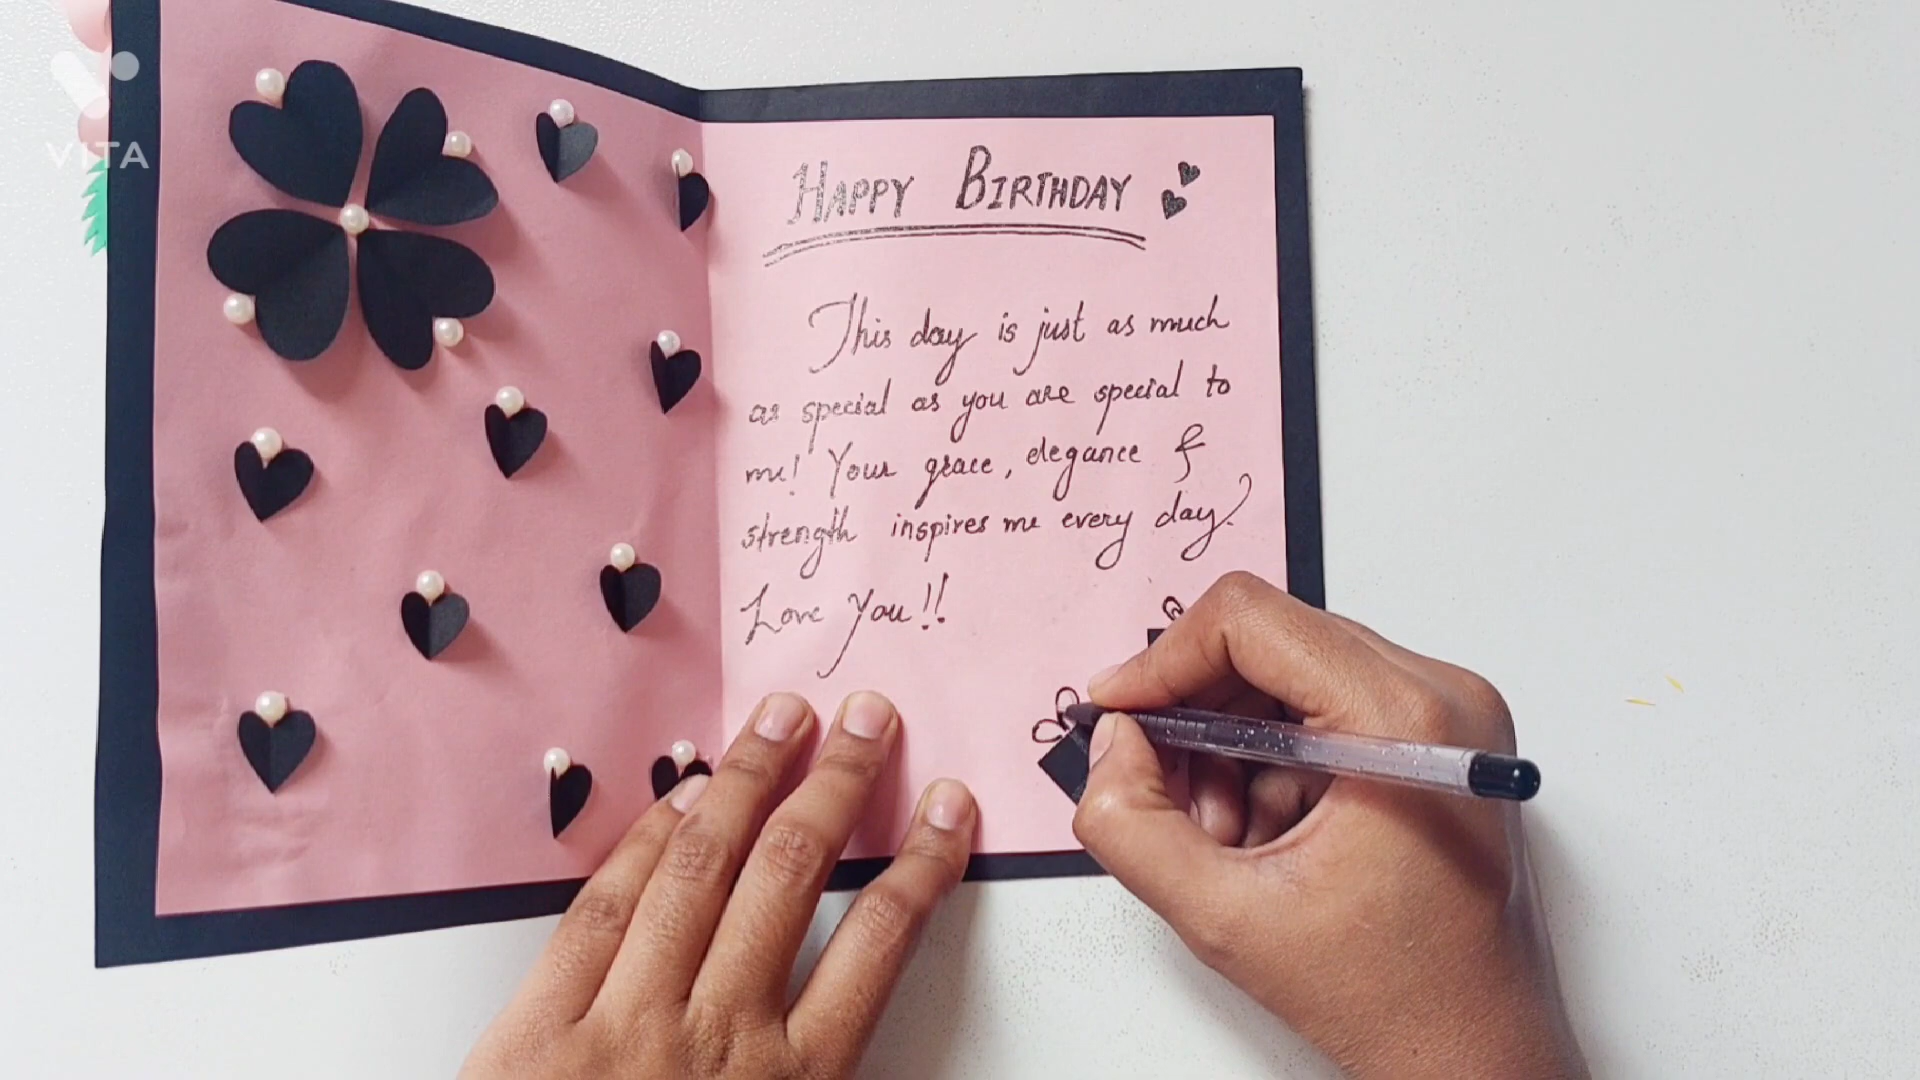 VITA
HAPPY BIRTHDAY
This day is just as much
as special as you are special to
me! Your grace, elegance &
strength inspires me every day.
Love You!!